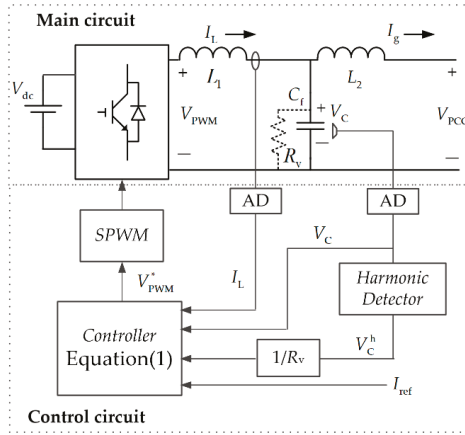 Main circuit
I_L
I_g
L_1
L_2
V_dc
+
V_PWM
—
C_f
+
V_C
—
R_v
+
V_PCC
—
AD
AD
SPWM
V_C
Harmonic
Detector
V*_PWM
I_L
Controller
Equation(1)
1/Rv
V_C^h
I_ref
Control circuit